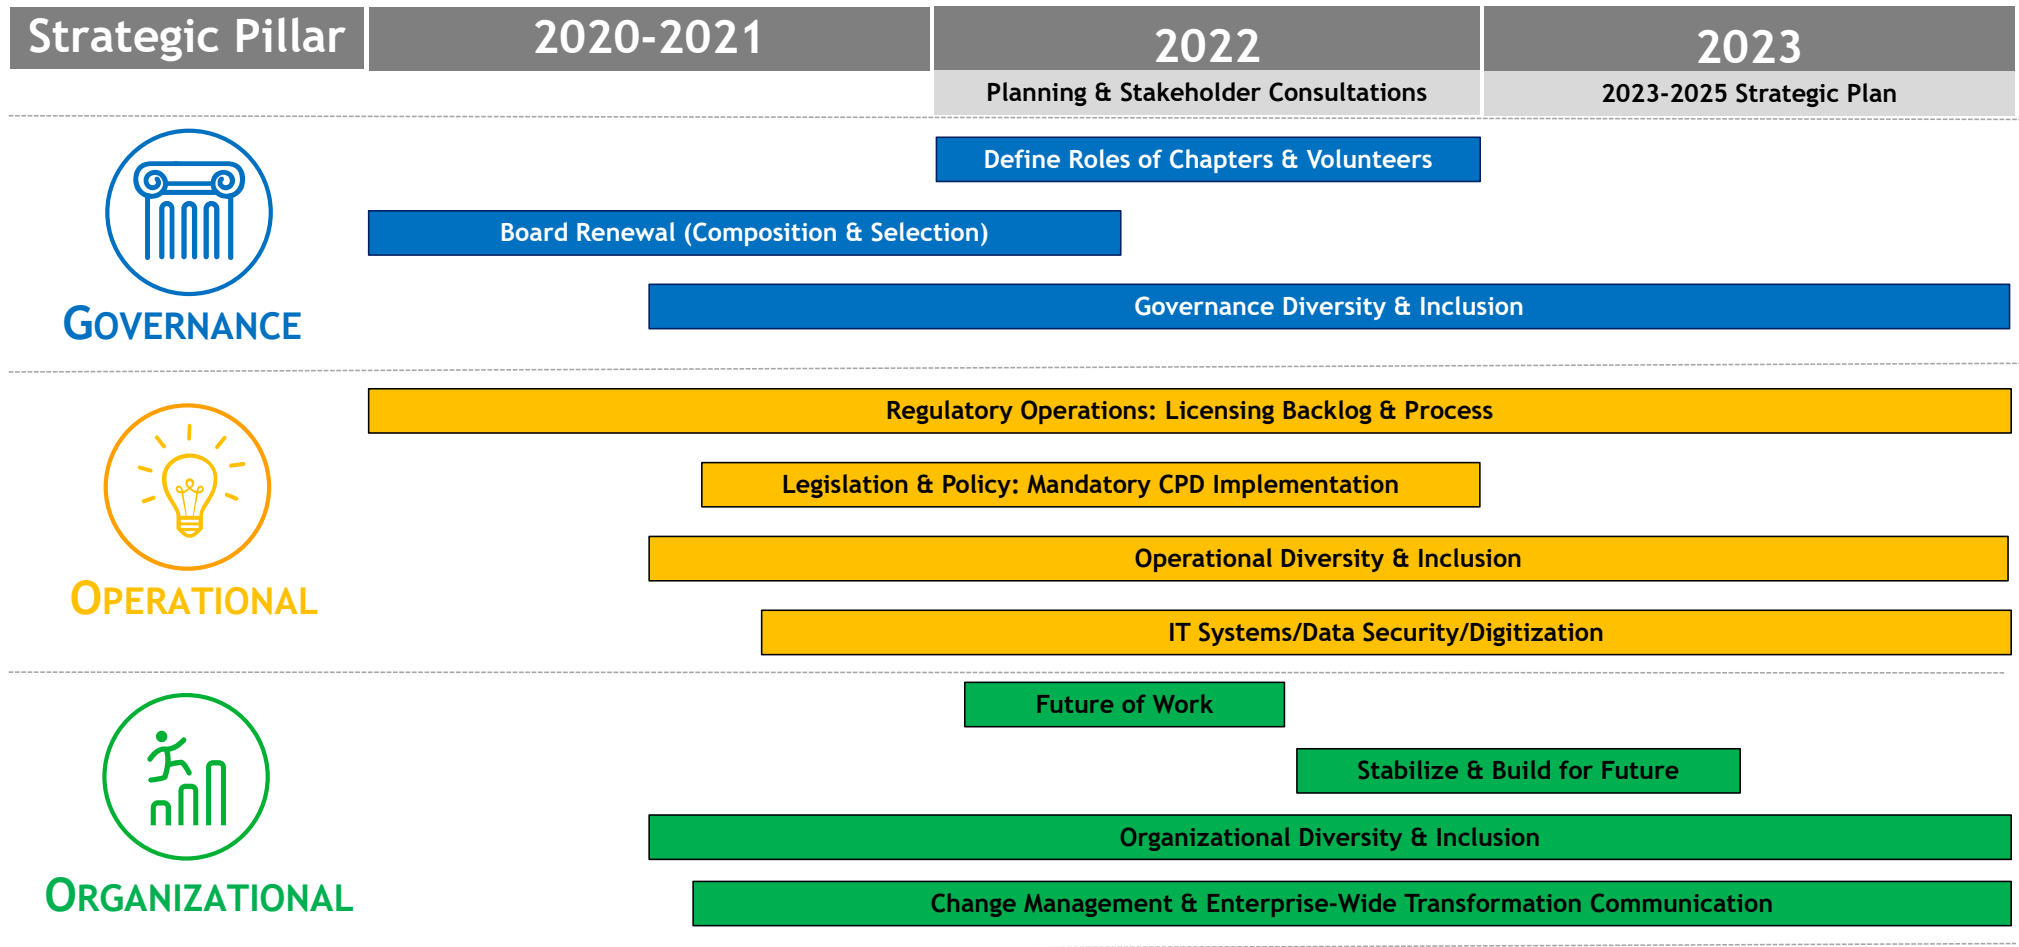 Strategic Pillar
2020-2021
2022
2023
Planning & Stakeholder Consultations
2023-2025 Strategic Plan
Define Roles of Chapters & Volunteers
Board Renewal (Composition & Selection)
Governance Diversity & Inclusion
GOVERNANCE
Regulatory Operations: Licensing Backlog & Process
Legislation & Policy: Mandatory CPD Implementation
Operational Diversity & Inclusion
IT Systems/Data Security/Digitization
OPERATIONAL
Future of Work
Stabilize & Build for Future
Organizational Diversity & Inclusion
Change Management & Enterprise-Wide Transformation Communication
ORGANIZATIONAL